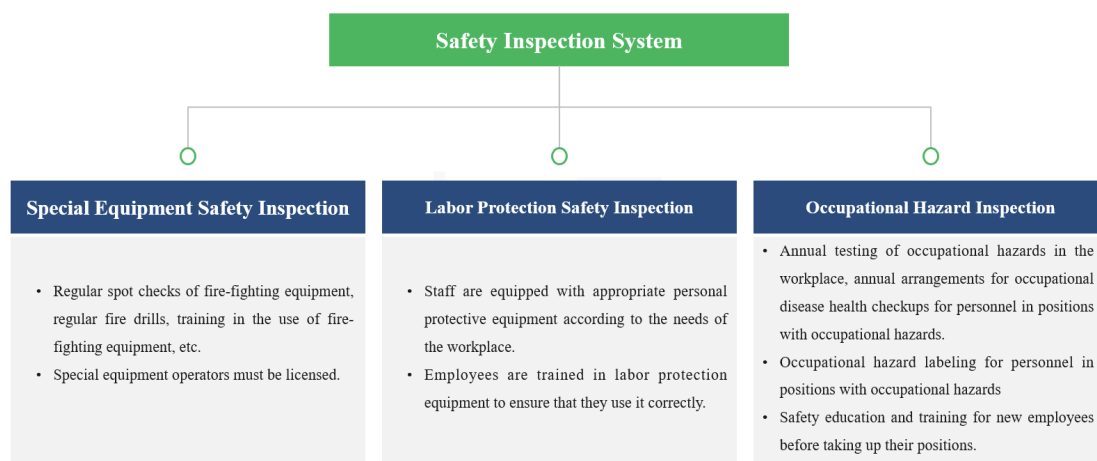 Safety Inspection System
Special Equipment Safety Inspection
• Regular spot checks of fire-fighting equipment,
regular fire drills, training in the use of fire-
fighting equipment, etc.
• Special equipment operators must be licensed.
Labor Protection Safety Inspection
• Staff are equipped with appropriate personal
protective equipment according to the needs of
the workplace.
• Employees are trained in labor protection
equipment to ensure that they use it correctly.
Occupational Hazard Inspection
• Annual testing of occupational hazards in the
workplace, annual arrangements for occupational
disease health checkups for personnel in positions
with occupational hazards.
• Occupational hazard labeling for personnel in
positions with occupational hazards
• Safety education and training for new employees
before taking up their positions.